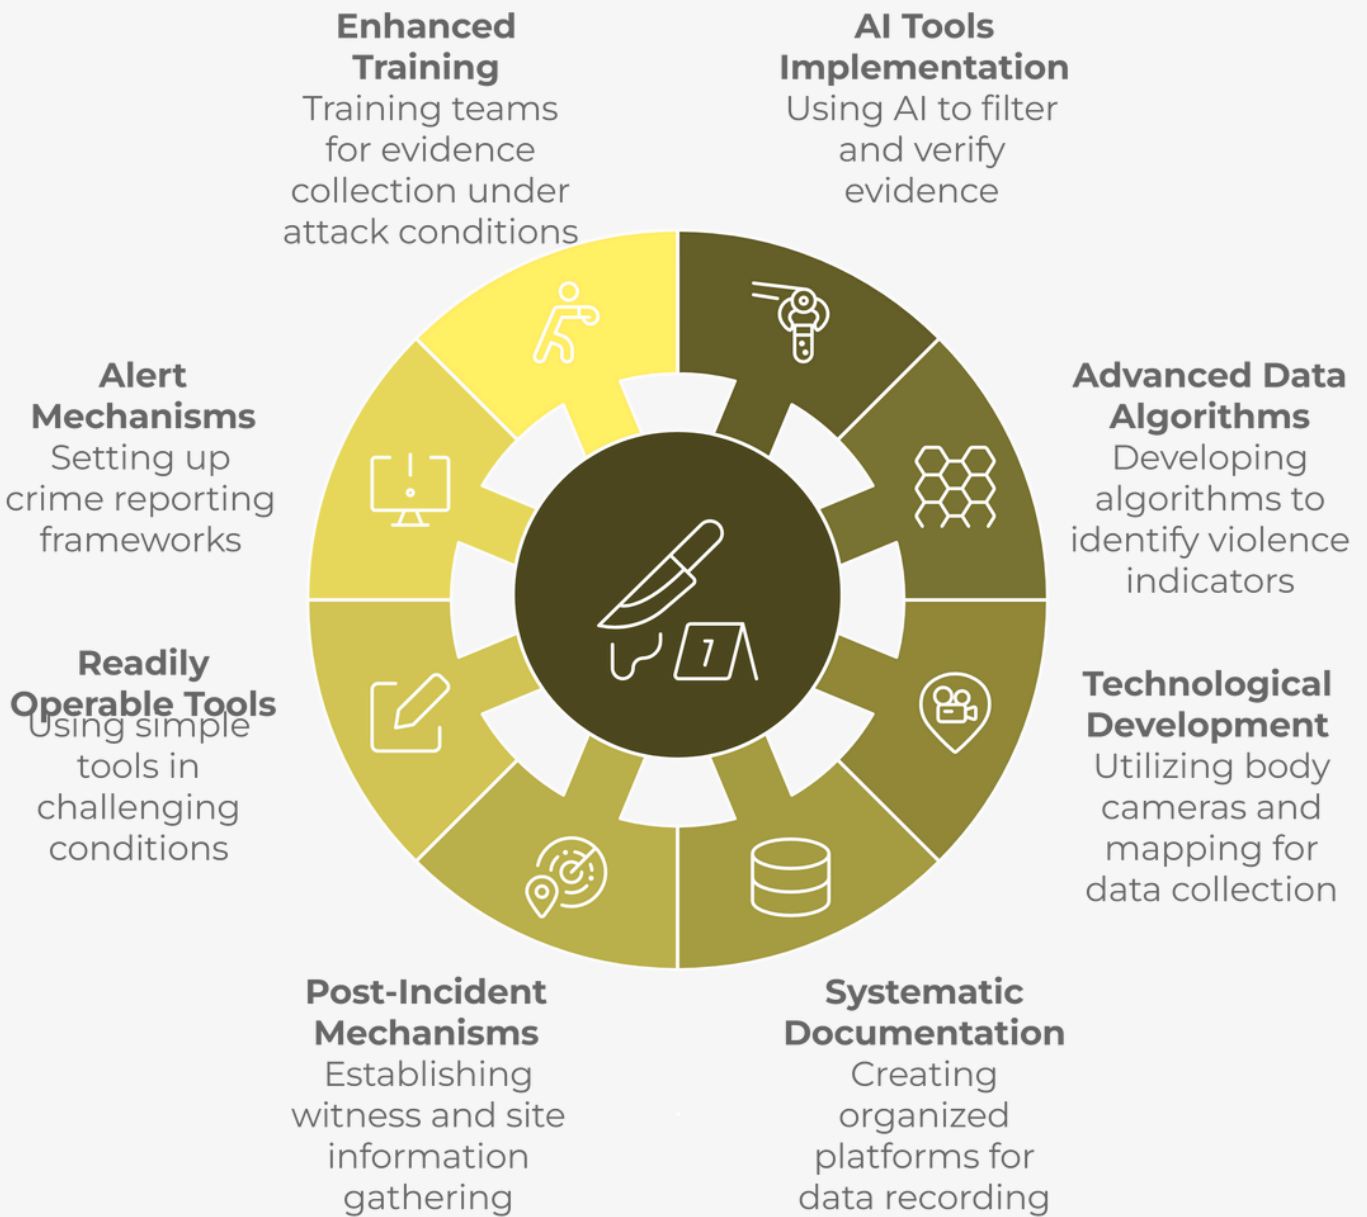 Enhanced
Training
Training teams
for evidence
collection under
attack conditions
AI Tools
Implementation
Using AI to filter
and verify
evidence
Alert
Mechanisms
Setting up
crime reporting
frameworks
Advanced Data
Algorithms
Developing
algorithms to
identify violence
indicators
Readily
Operable Tools
Using simple
tools in
challenging
conditions
1
Technological
Development
Utilizing body
cameras and
mapping for
data collection
Post-Incident
Mechanisms
Establishing
witness and site
information
gathering
Systematic
Documentation
Creating
organized
platforms for
data recording